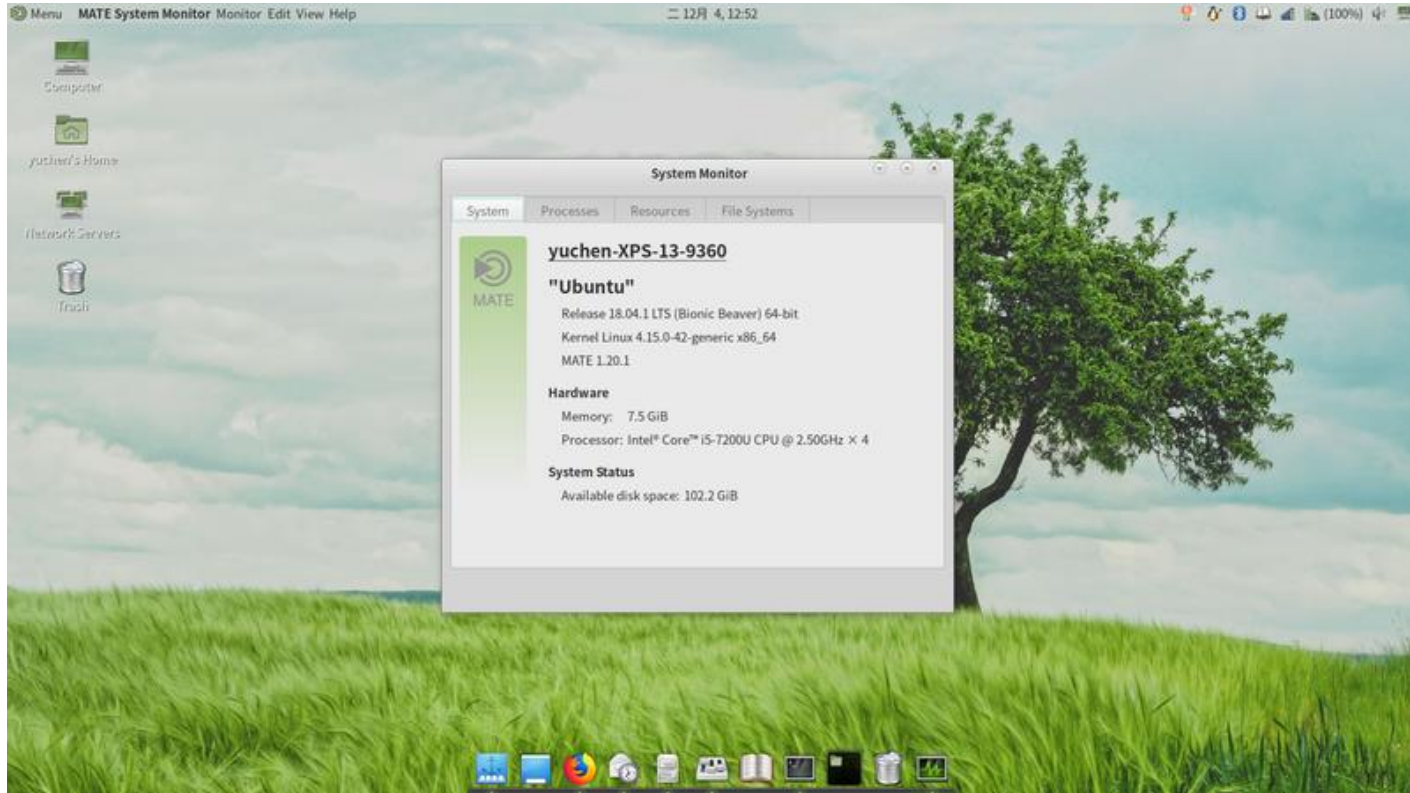 Menu MATE System Monitor Monitor Edit View Help
二 12月 4, 12:52
(100%)
Computer
yuchen's Home
Network Servers
Trash
System Monitor
System Processes Resources File Systems
MATE
yuchen-XPS-13-9360
"Ubuntu"
Release 18.04.1 LTS (Bionic Beaver) 64-bit
Kernel Linux 4.15.0-42-generic x86_64
MATE 1.20.1
Hardware
Memory: 7.5 GiB
Processor: Intel® Core™ i5-7200U CPU @ 2.50GHz × 4
System Status
Available disk space: 102.2 GiB